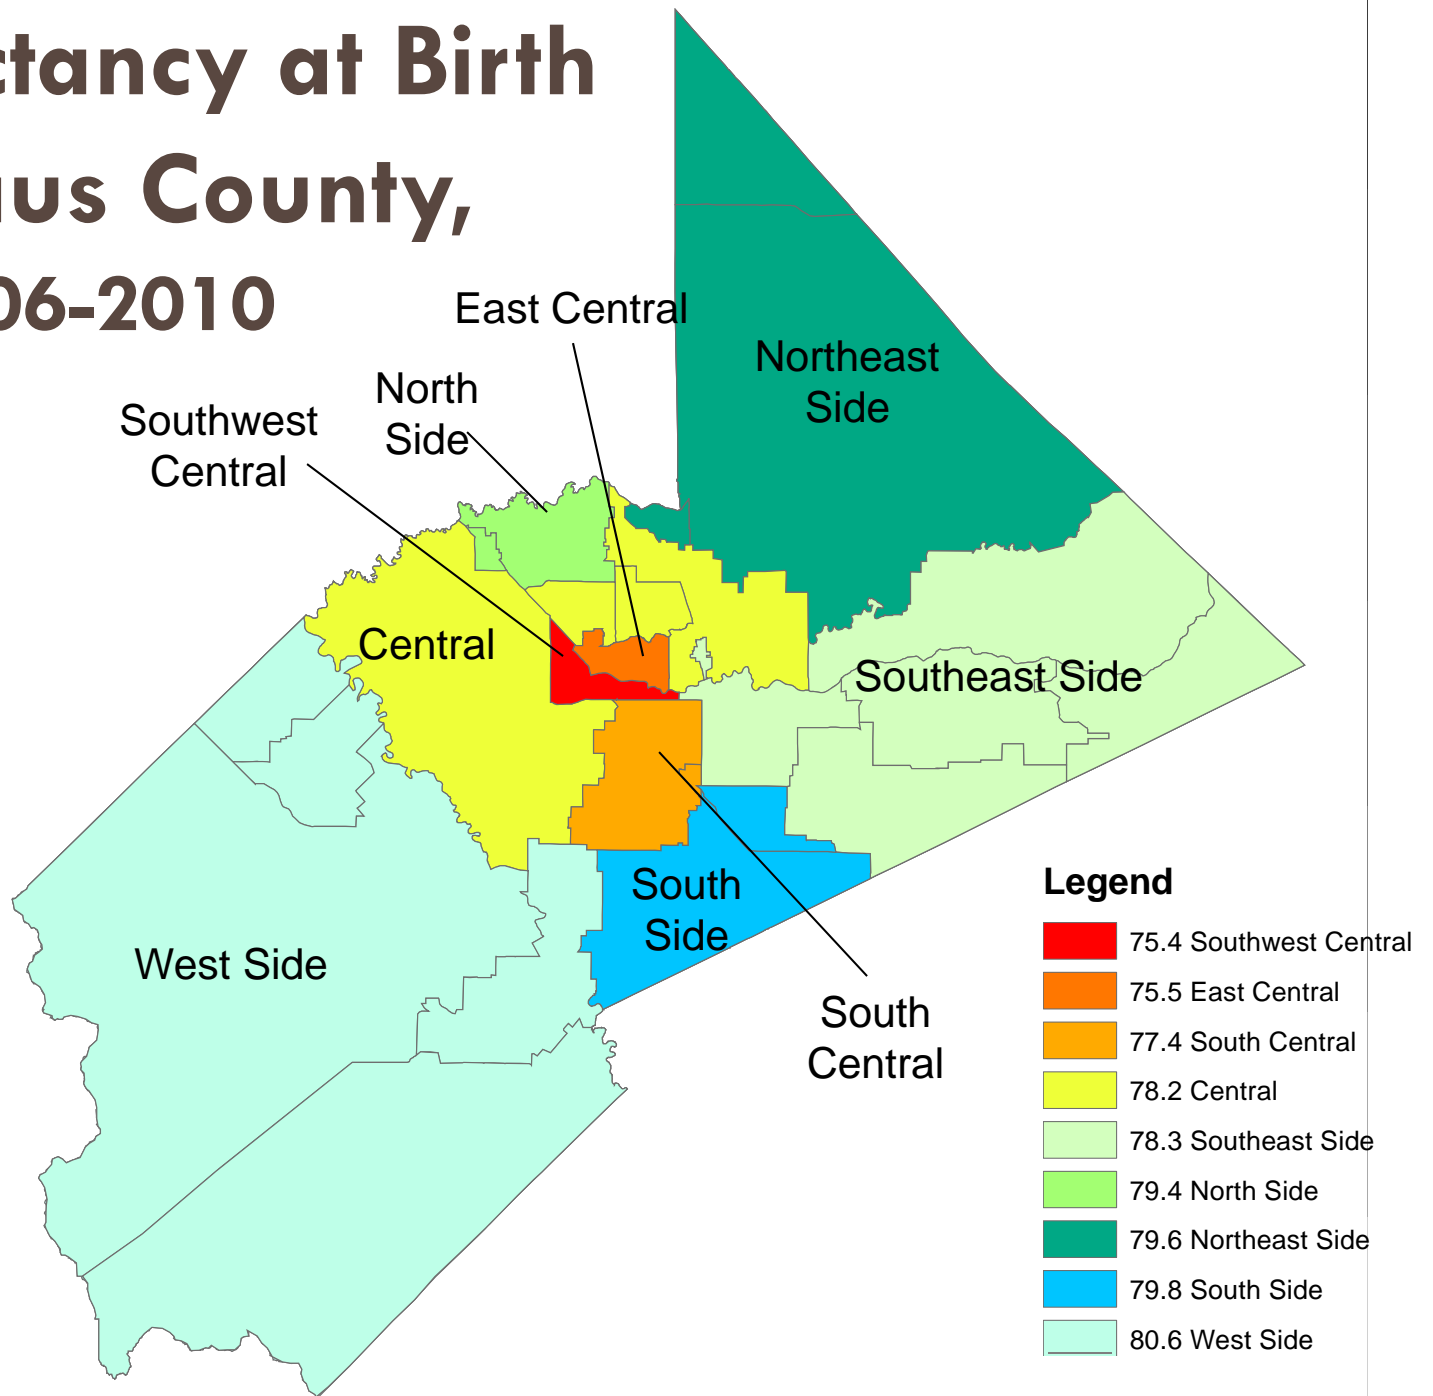 ctancy at Birth
us County,
06-2010
East Central
North
Side
Southwest
Central
Northeast
Side
Central
Southeast Side
South
Side
West Side
South
Central
Legend
75.4 Southwest Central
75.5 East Central
77.4 South Central
78.2 Central
78.3 Southeast Side
79.4 North Side
79.6 Northeast Side
79.8 South Side
80.6 West Side